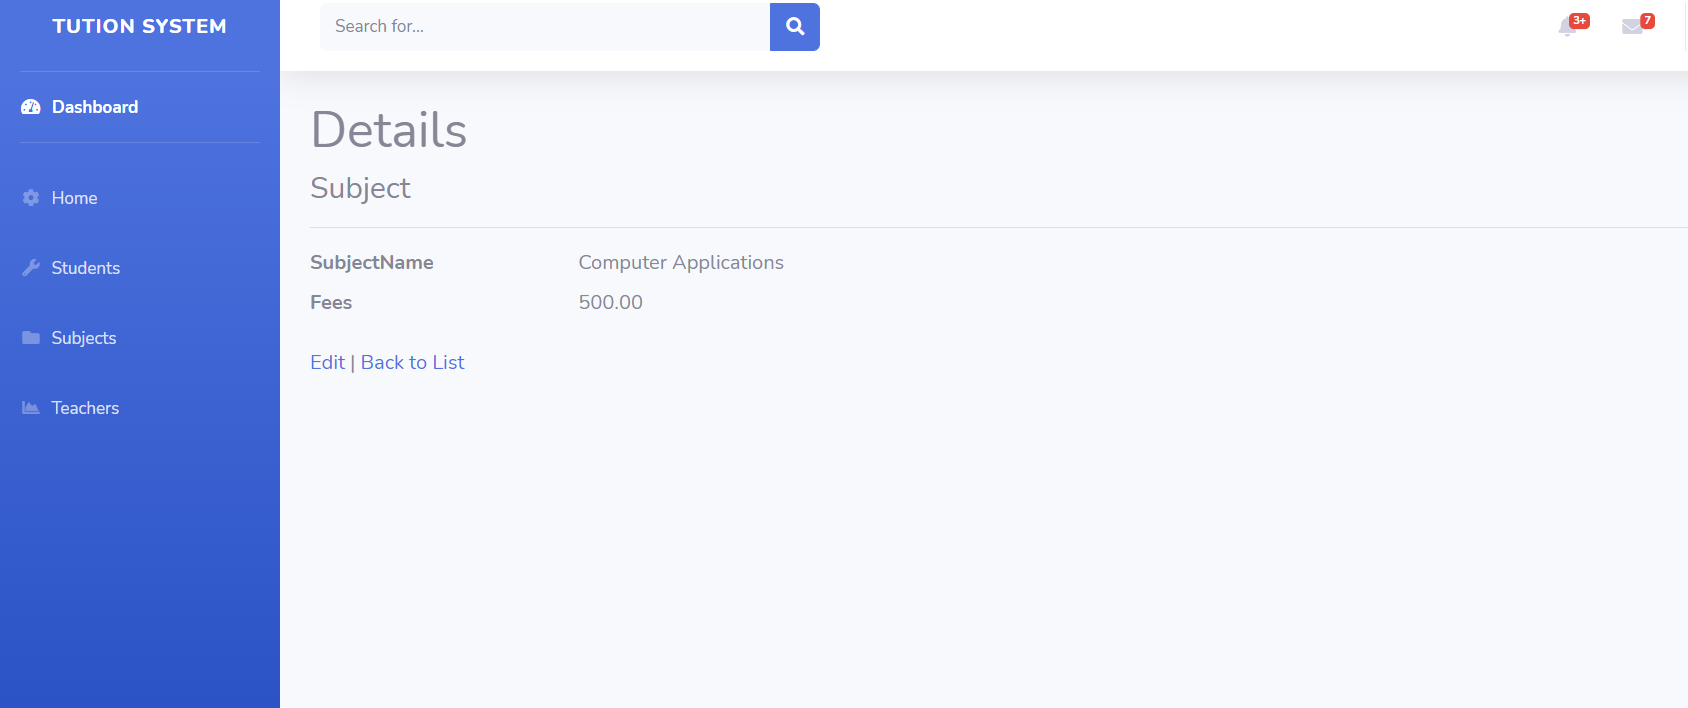 TUTION SYSTEM
Search for...
3+
7
Dashboard
Home
Students
Subjects
Teachers
Details
Subject
SubjectName Computer Applications
Fees 500.00
Edit | Back to List